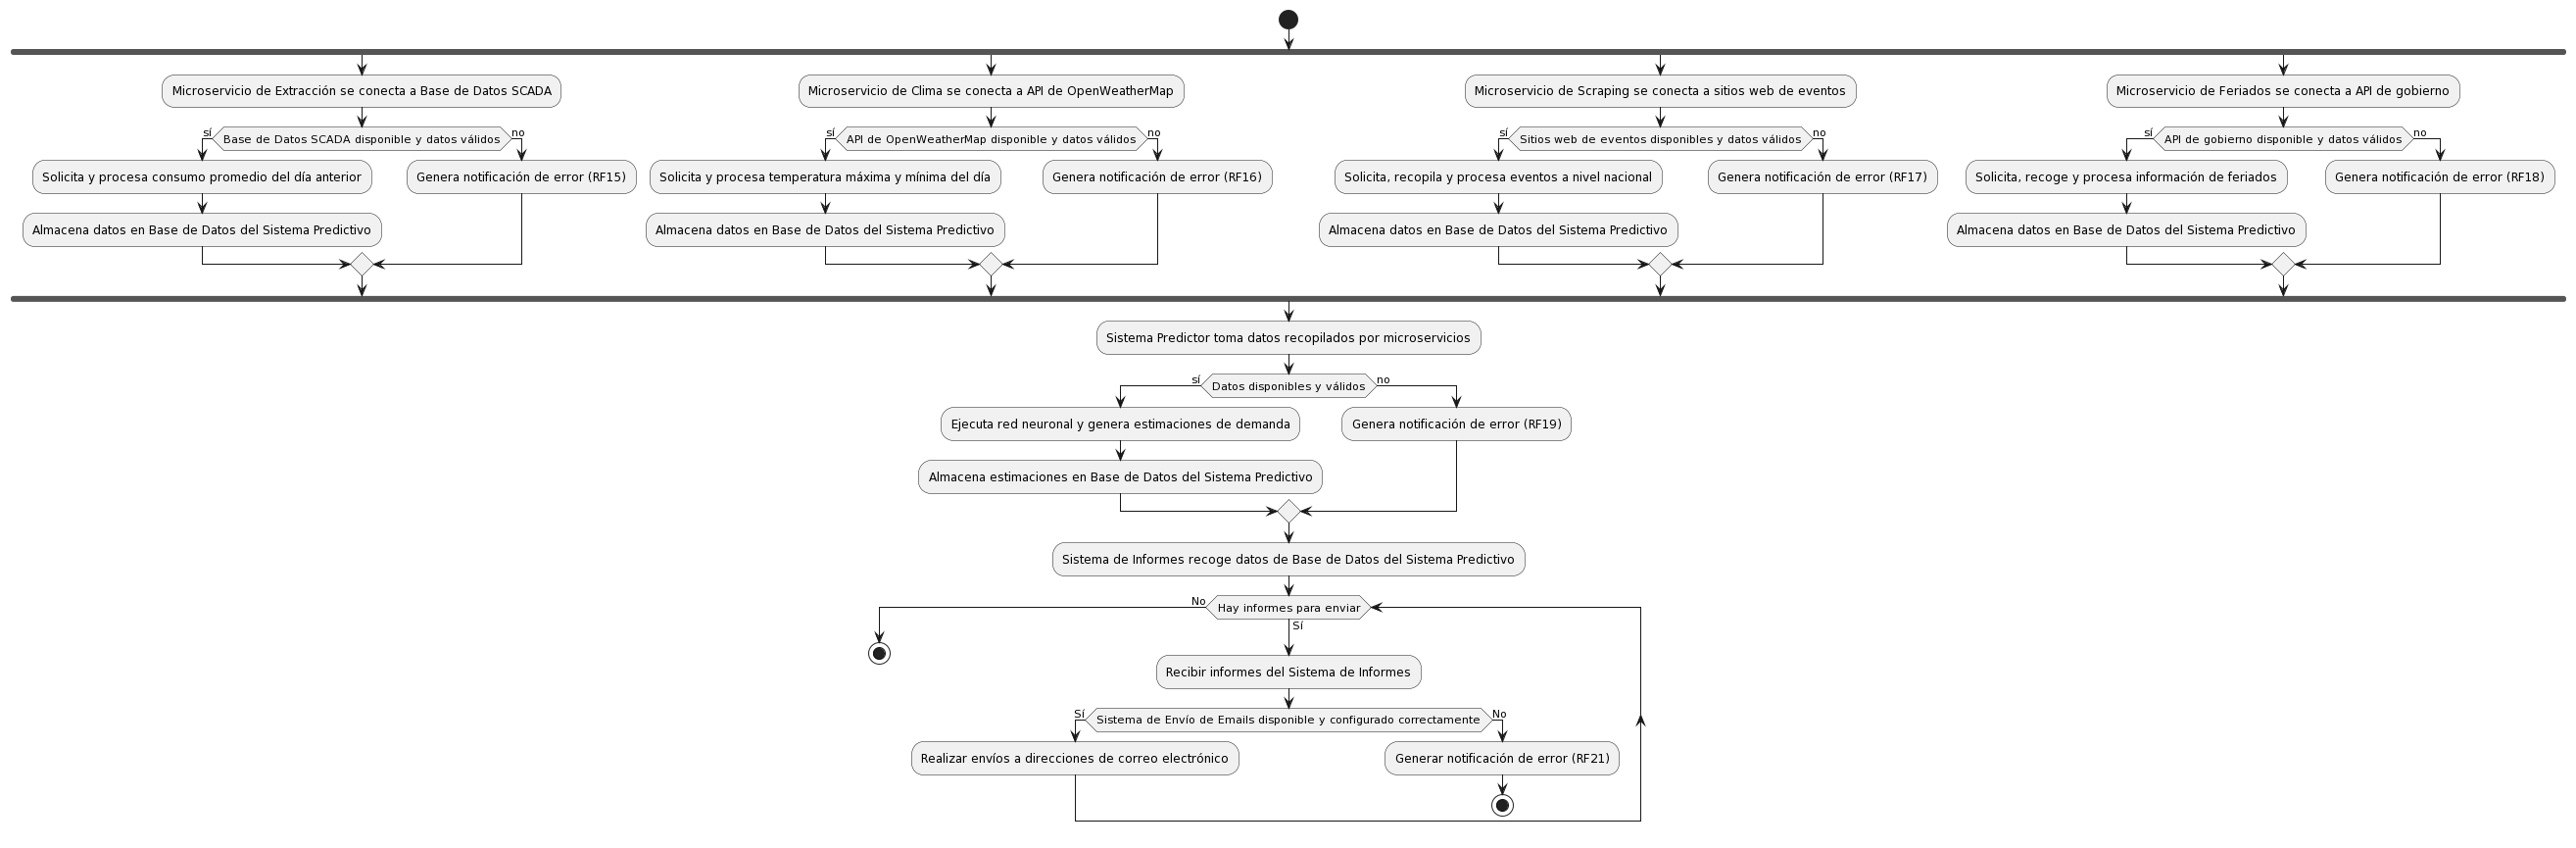 Microservicio de Extracción se conecta a Base de Datos SCADA
Microservicio de Clima se conecta a API de OpenWeatherMap
Microservicio de Scraping se conecta a sitios web de eventos
Microservicio de Feriados se conecta a API de gobierno
sí
Base de Datos SCADA disponible y datos válidos
no
sí
API de OpenWeatherMap disponible y datos válidos
no
sí
Sitios web de eventos disponibles y datos válidos
no
sí
API de gobierno disponible y datos válidos
no
Solicita y procesa consumo promedio del día anterior
Genera notificación de error (RF15)
Solicita y procesa temperatura máxima y mínima del día
Genera notificación de error (RF16)
Solicita, recopila y procesa eventos a nivel nacional
Genera notificación de error (RF17)
Solicita, recoge y procesa información de feriados
Genera notificación de error (RF18)
Almacena datos en Base de Datos del Sistema Predictivo
Almacena datos en Base de Datos del Sistema Predictivo
Almacena datos en Base de Datos del Sistema Predictivo
Almacena datos en Base de Datos del Sistema Predictivo
Sistema Predictor toma datos recopilados por microservicios
sí
Datos disponibles y válidos
no
Ejecuta red neuronal y genera estimaciones de demanda
Genera notificación de error (RF19)
Almacena estimaciones en Base de Datos del Sistema Predictivo
Sistema de Informes recoge datos de Base de Datos del Sistema Predictivo
No
Hay informes para enviar
Sí
Recibir informes del Sistema de Informes
Sí
Sistema de Envío de Emails disponible y configurado correctamente
No
Realizar envíos a direcciones de correo electrónico
Generar notificación de error (RF21)